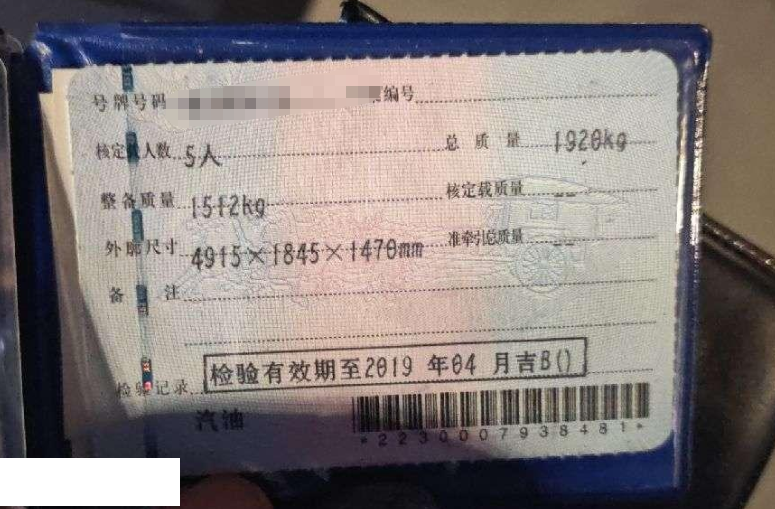 号牌号码 编号
核定 人数 5人 总质量 1920kg
整备质量 1512kg 核定载质量 --
外廓尺寸 4915×1845×1470 准牵引总质量 --
备注
检验有效期至2019 年04 月吉B()
检验记录
汽油
*2230007938481*